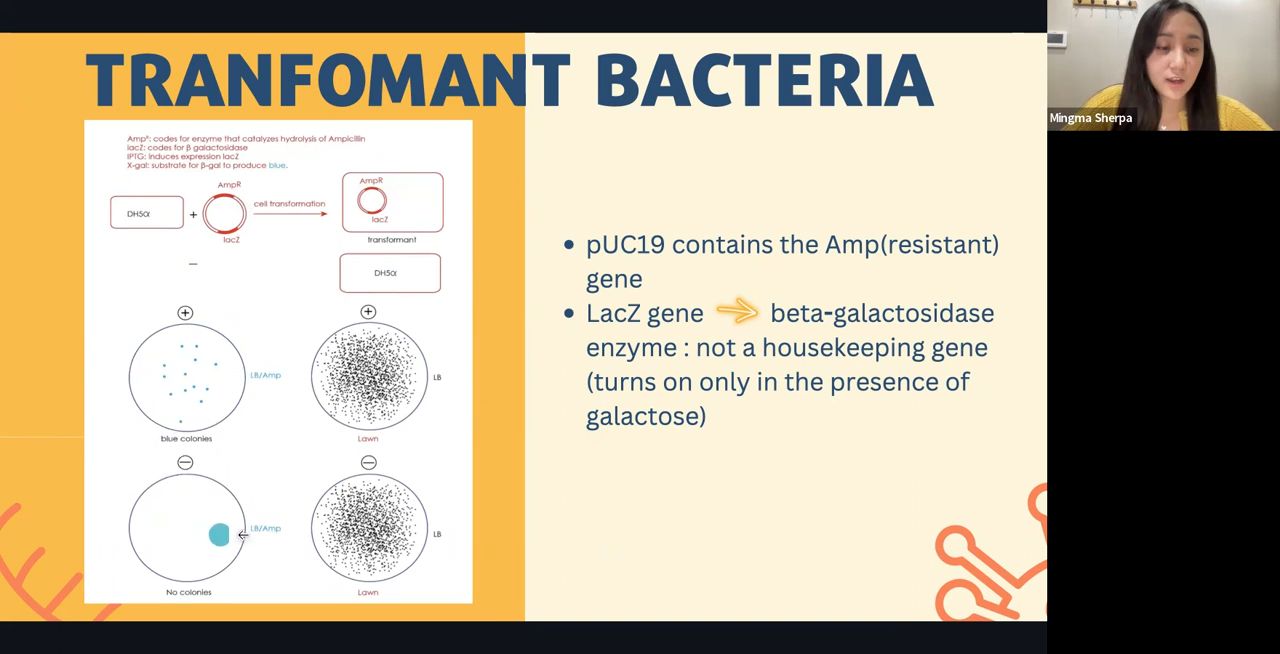 TRANFOMANT BACTERIA
Ampᴿ: codes for enzyme that catalyzes hydrolysis of Ampicillin
lacZ: codes for β galactosidase
IPTG: induces expression lacZ
X-gal: substrate for β-gal to produce blue.
AmpR
DH5α
+
lacZ
cell transformation
AmpR
lacZ
transformant
–
DH5α
+
LB/Amp
blue colonies
+
LB
Lawn
–
LB/Amp
No colonies
–
LB
Lawn
• pUC19 contains the Amp(resistant)
gene
• LacZ gene → beta-galactosidase
enzyme : not a housekeeping gene
(turns on only in the presence of
galactose)
Mingma Sherpa